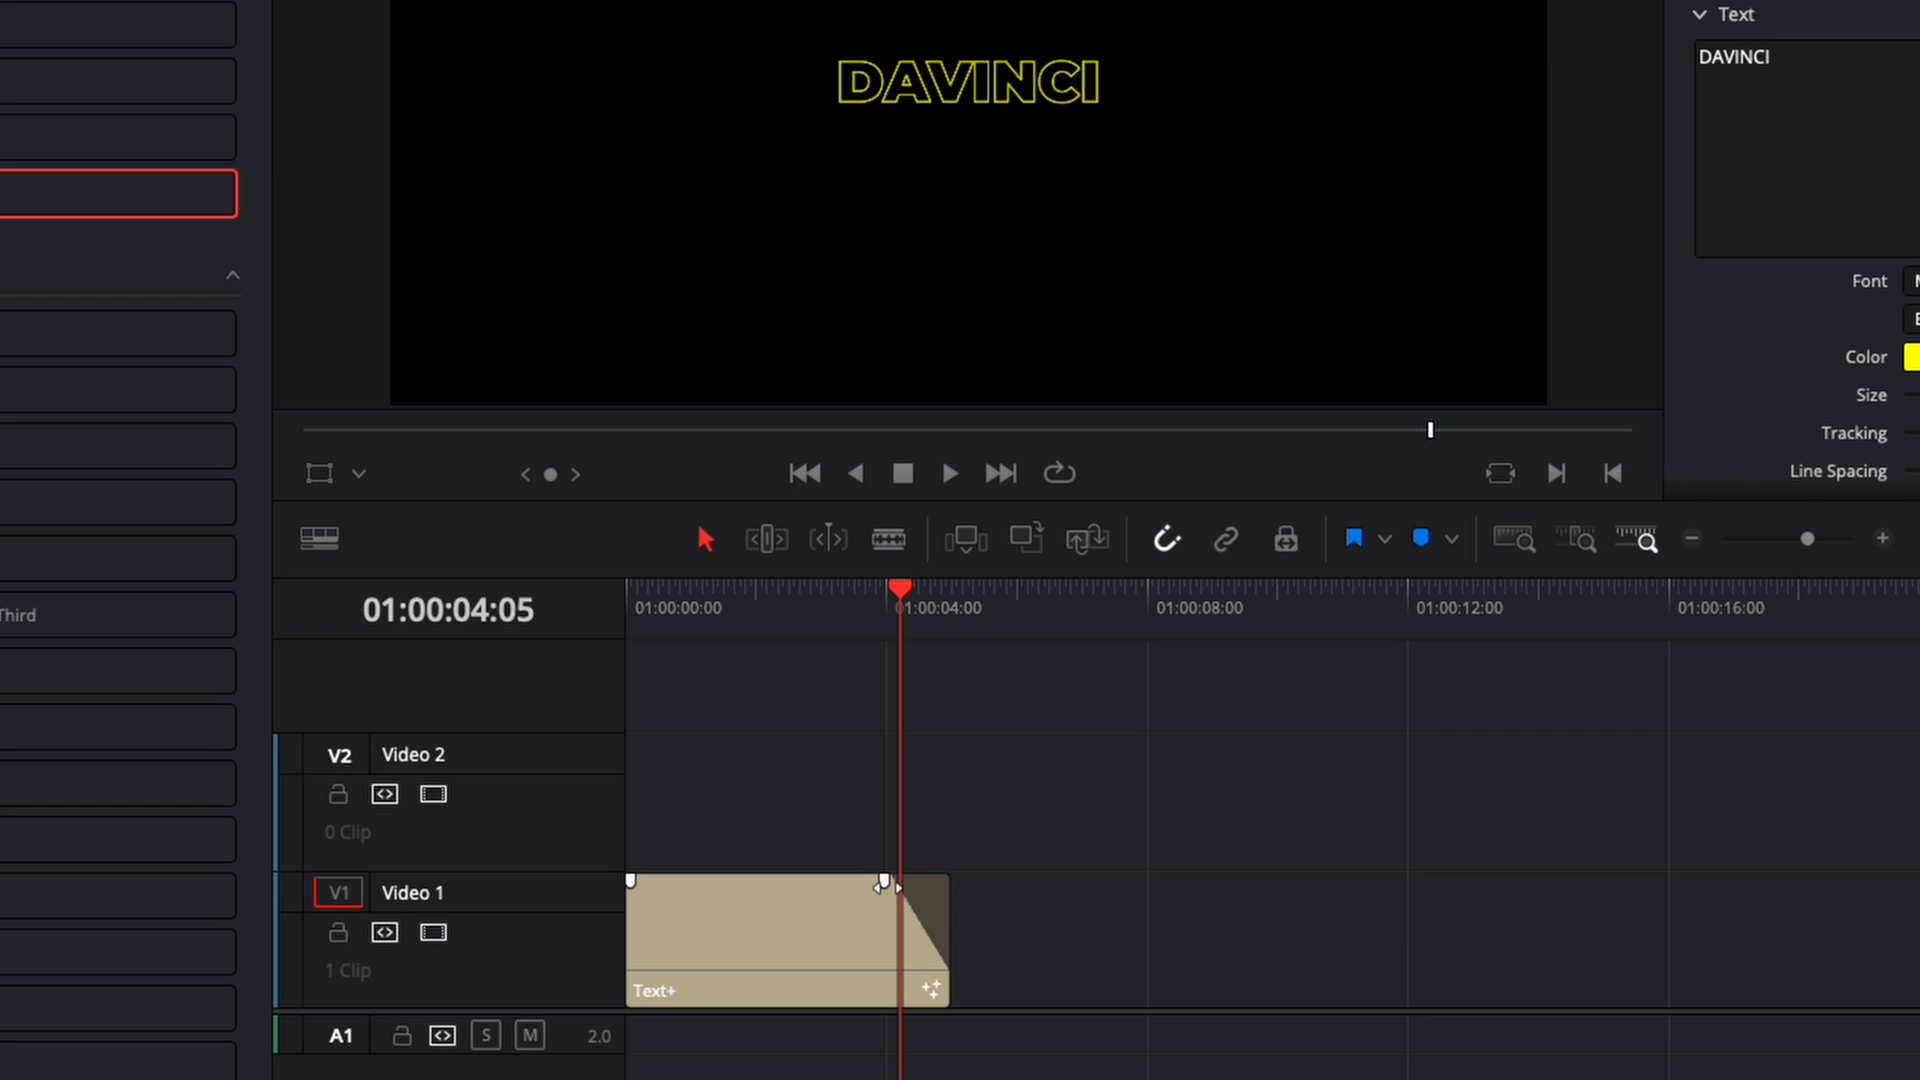 DAVINCI
Text
DAVINCI
Font
Color
Size
Tracking
Line Spacing
Third
01:00:04:05
01:00:00:00
01:00:04:00
01:00:08:00
01:00:12:00
01:00:16:00
V2 Video 2
0 Clip
V1 Video 1
1 Clip
Text+
A1 S M 2.0